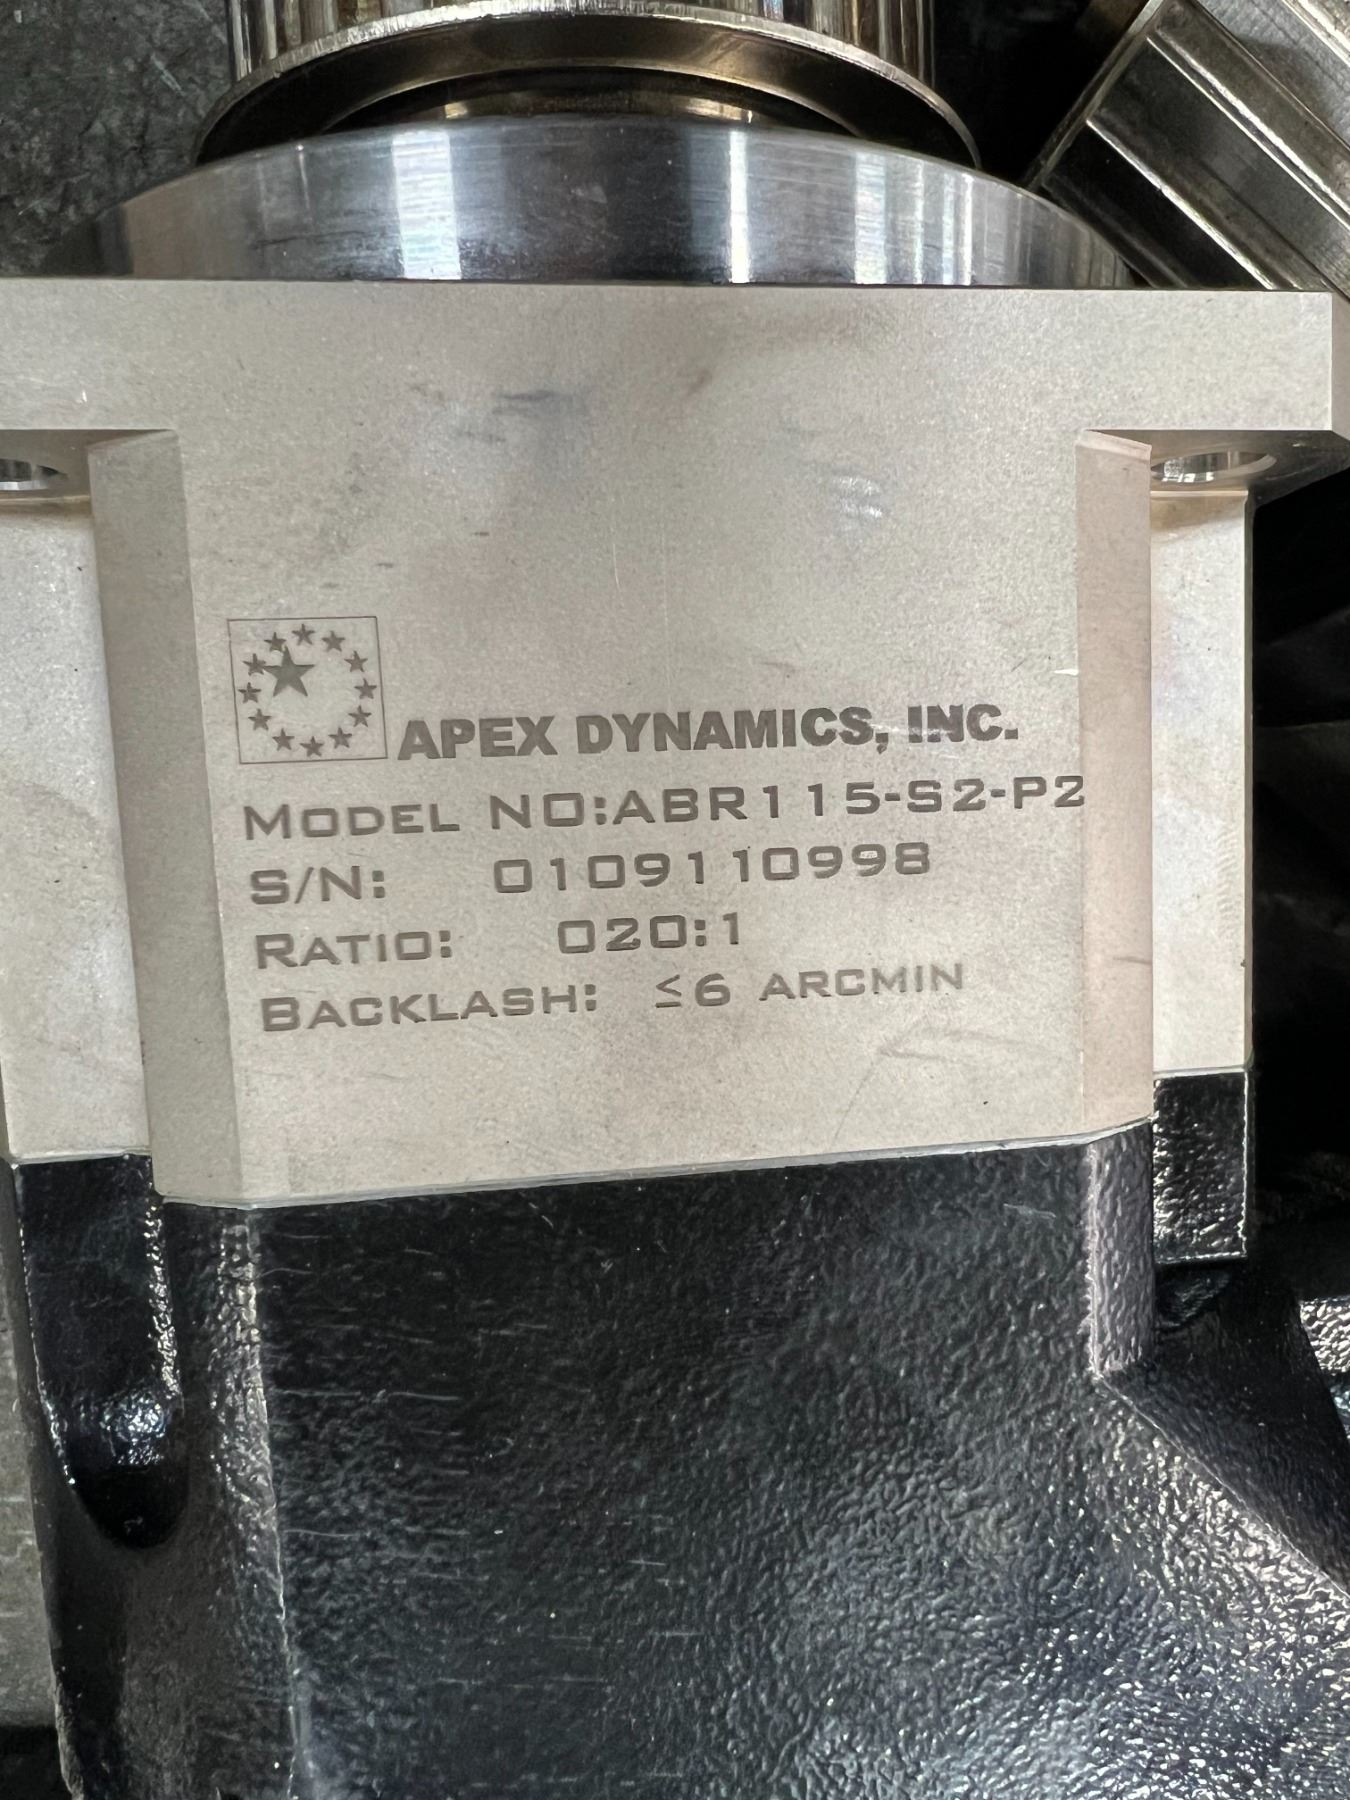 APEX DYNAMICS, INC.
MODEL NO:ABR115-S2-P2
S/N: 0109110998
RATIO: 020:1
BACKLASH: ≤6 ARCMIN